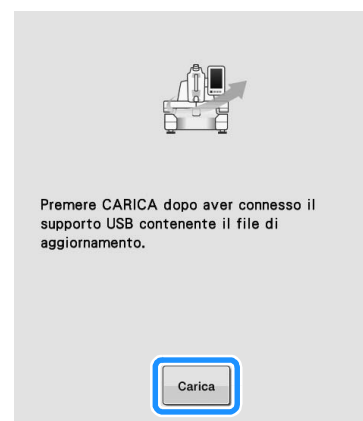 Premere CARICA dopo aver connesso il
supporto USB contenente il file di
aggiornamento.
Carica